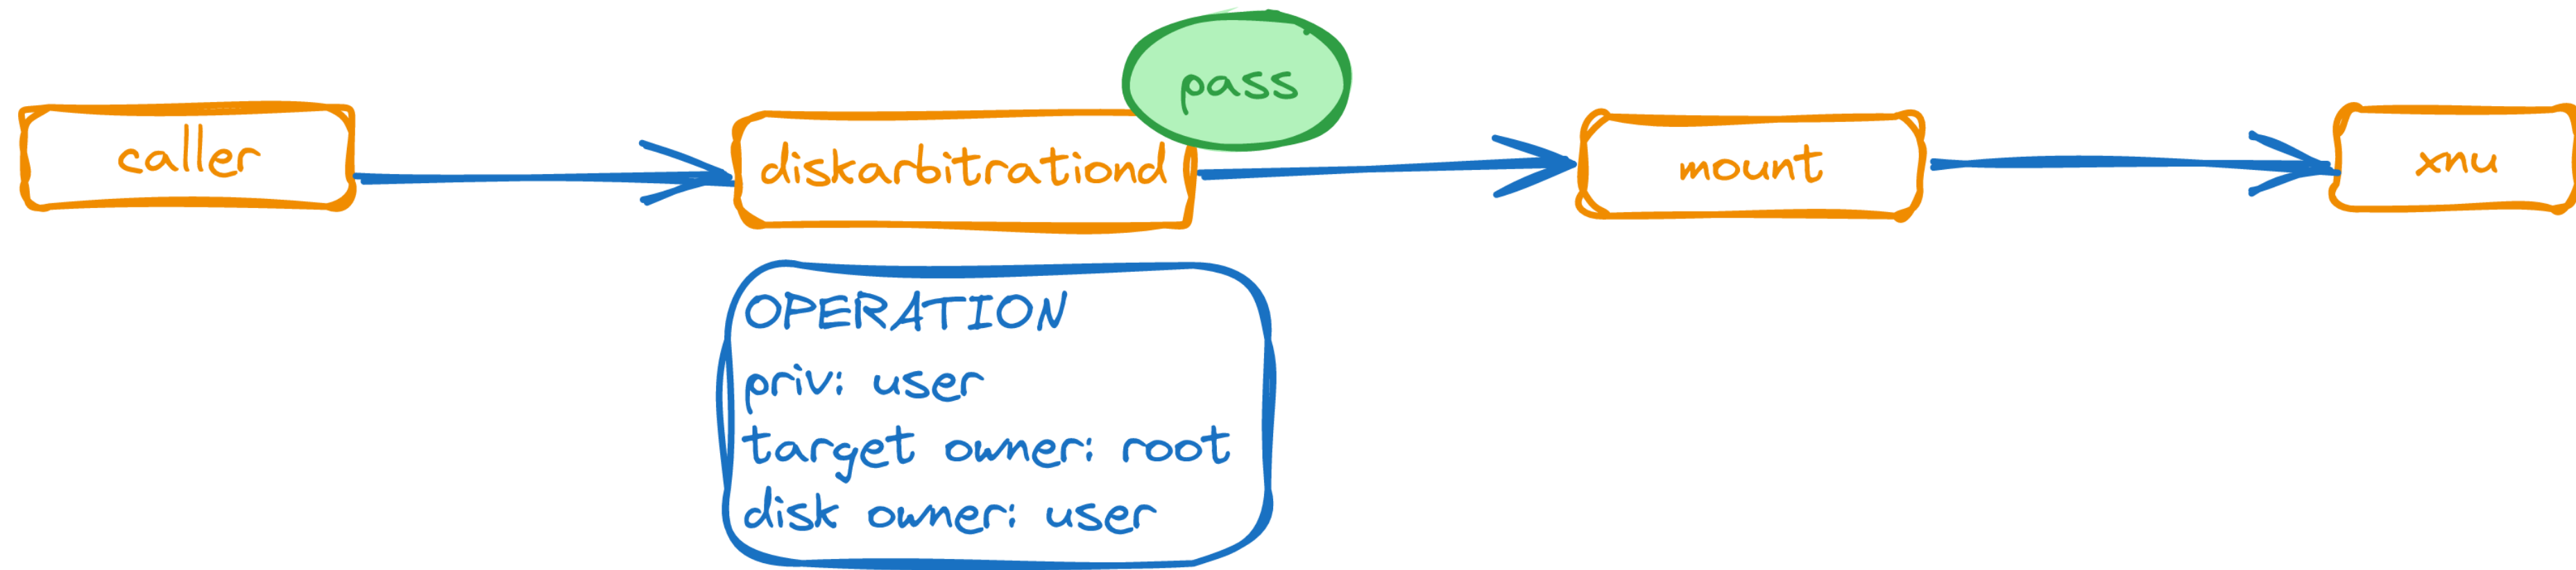 pass
caller
diskarbitrationd
mount
xnu
OPERATION
priv: user
target owner: root
disk owner: user